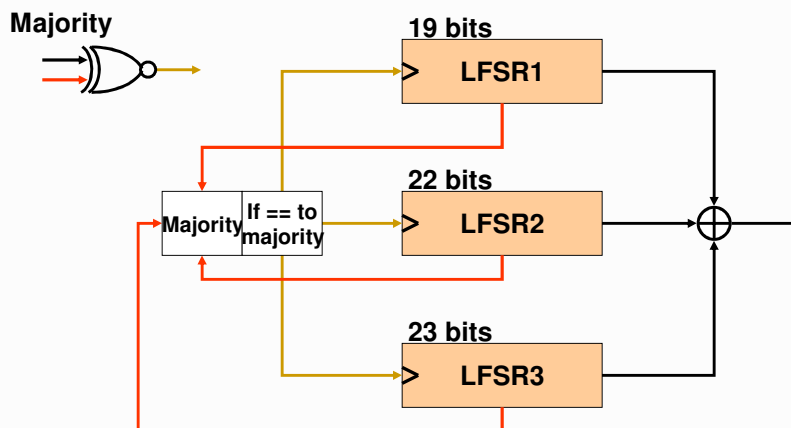 Majority
19 bits
LFSR1
22 bits
Majority
If == to
majority
LFSR2
23 bits
LFSR3